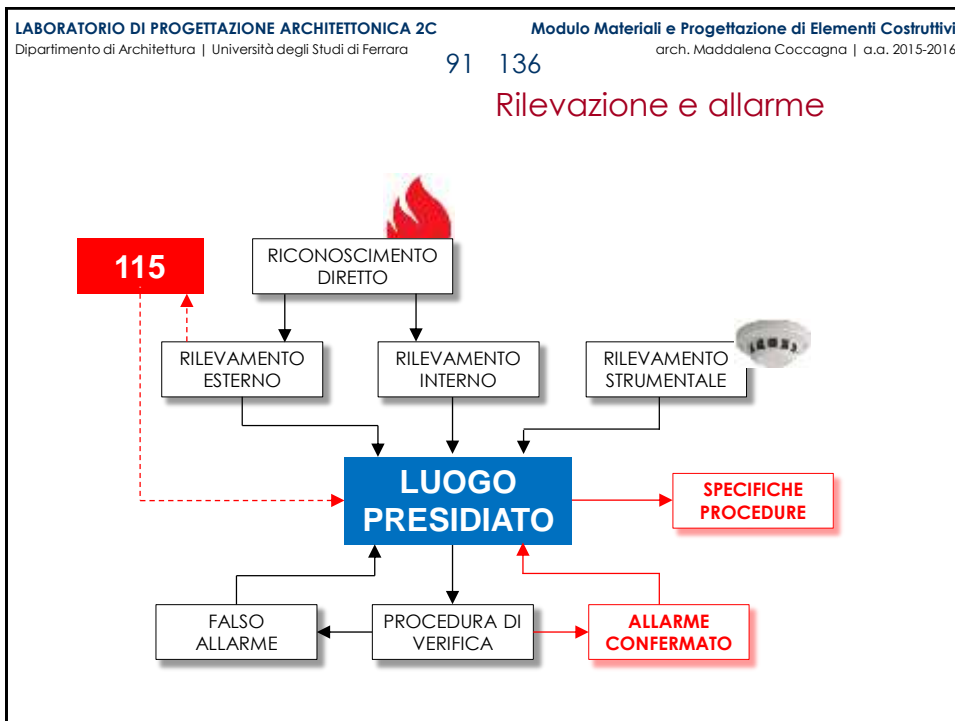 LABORATORIO DI PROGETTAZIONE ARCHITETTONICA 2C
Dipartimento di Architettura | Università degli Studi di Ferrara
Modulo Materiali e Progettazione di Elementi Costruttivi
arch. Maddalena Coccagna | a.a. 2015-2016
91 136
Rilevazione e allarme
115
RICONOSCIMENTO
DIRETTO
RILEVAMENTO
ESTERNO
RILEVAMENTO
INTERNO
RILEVAMENTO
STRUMENTALE
LUOGO
PRESIDIATO
SPECIFICHE
PROCEDURE
FALSO
ALLARME
PROCEDURA DI
VERIFICA
ALLARME
CONFERMATO